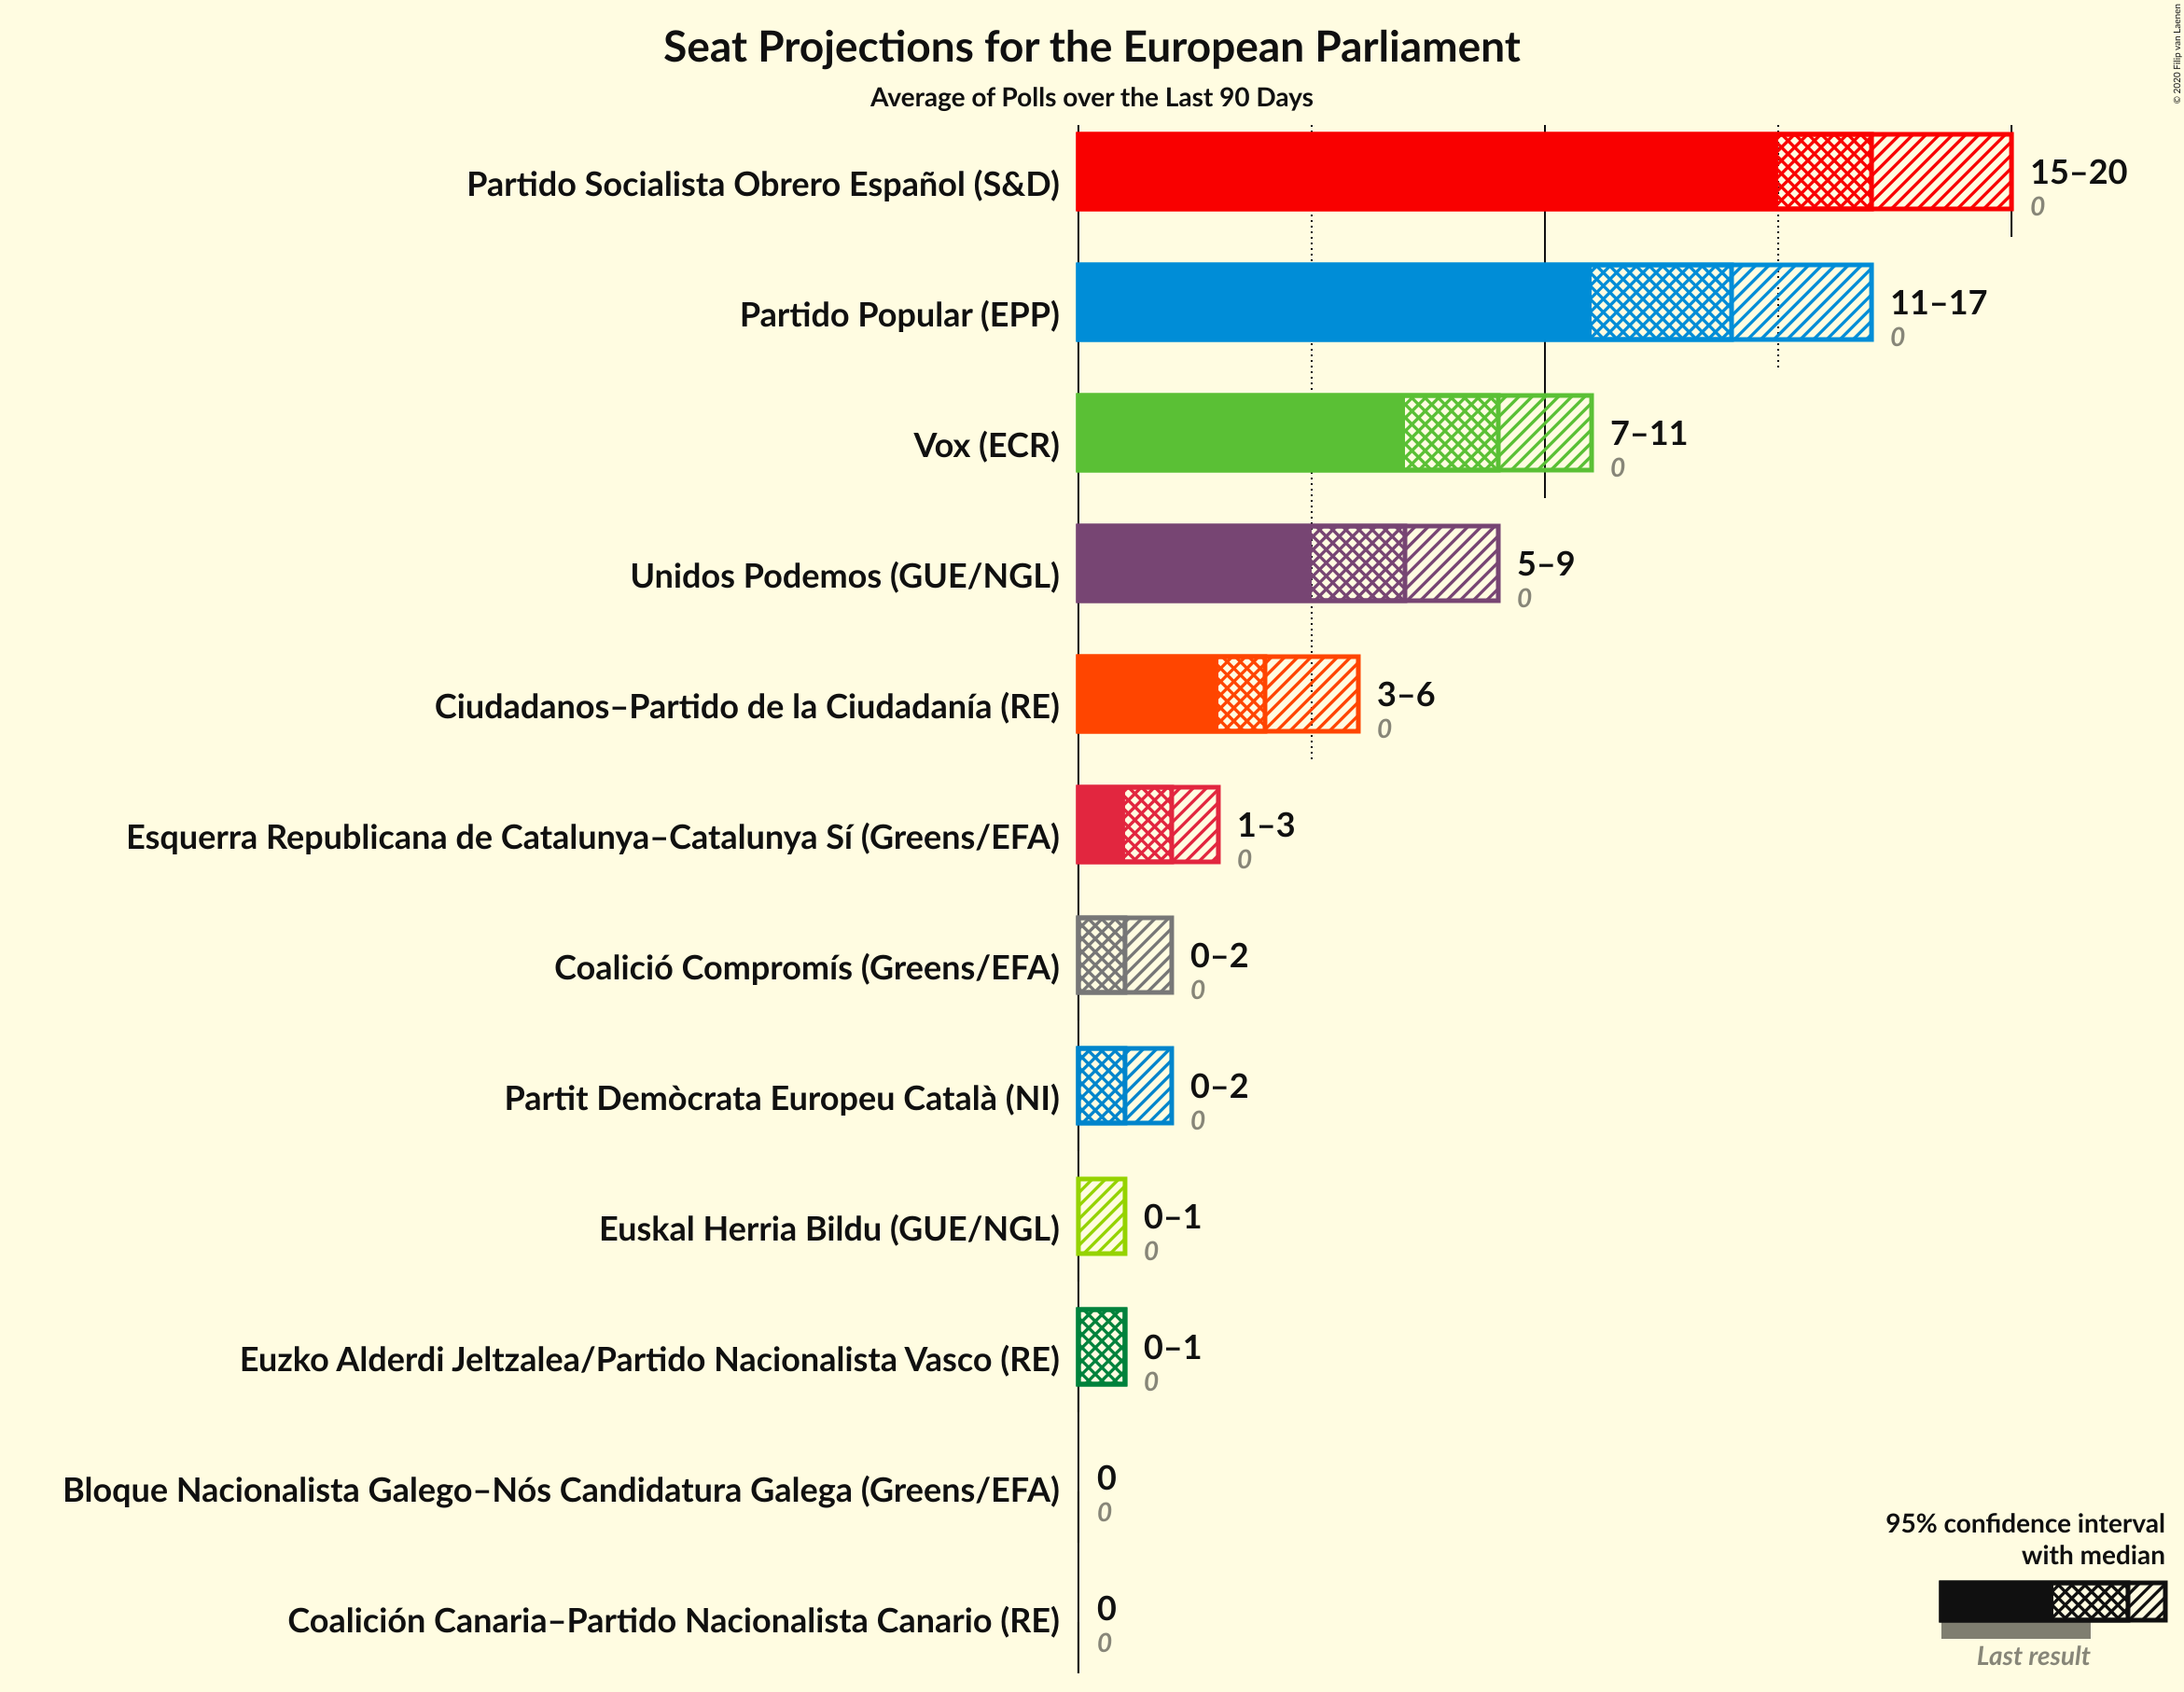 Seat Projections for the European Parliament
Average of Polls over the Last 90 Days
© 2020 Filip van Laenen
Partido Socialista Obrero Español (S&D)
15–20
0
Partido Popular (EPP)
11–17
0
Vox (ECR)
7–11
0
Unidos Podemos (GUE/NGL)
5–9
0
Ciudadanos–Partido de la Ciudadanía (RE)
3–6
0
Esquerra Republicana de Catalunya–Catalunya Sí (Greens/EFA)
1–3
0
Coalició Compromís (Greens/EFA)
0–2
0
Partit Demòcrata Europeu Català (NI)
0–2
0
Euskal Herria Bildu (GUE/NGL)
0–1
0
Euzko Alderdi Jeltzalea/Partido Nacionalista Vasco (RE)
0–1
0
Bloque Nacionalista Galego–Nós Candidatura Galega (Greens/EFA)
0
0
Coalición Canaria–Partido Nacionalista Canario (RE)
0
0
95% confidence interval
with median
Last result